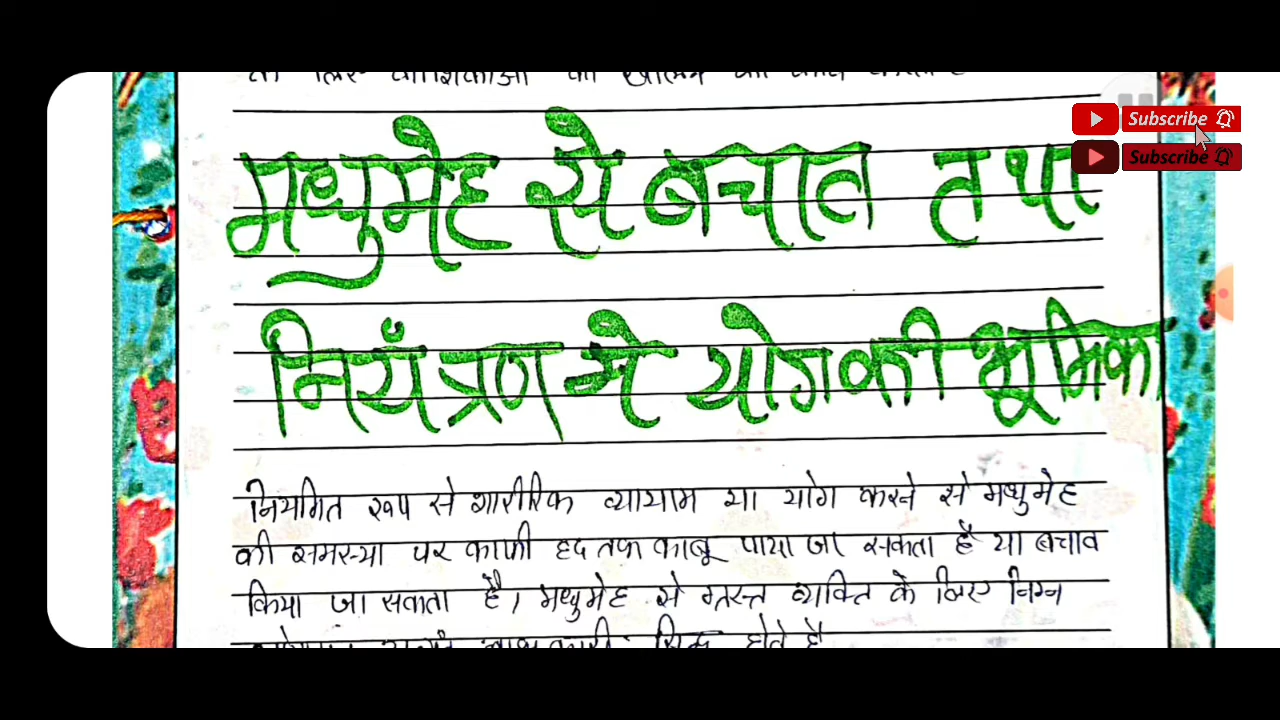 मधुमेह से बचाव तथा
Subscribe
Subscribe
नियंत्रण मे योग की भूमिका
नियमित रूप से शारीरिक व्यायाम या योग करने से मधुमेह
की समस्या पर काफी हद तक काबू पाया जा सकता है या बचाव
किया जा सकता है। मधुमेह से ग्रस्त व्यक्ति के लिए निम्न
सिद्ध होते है